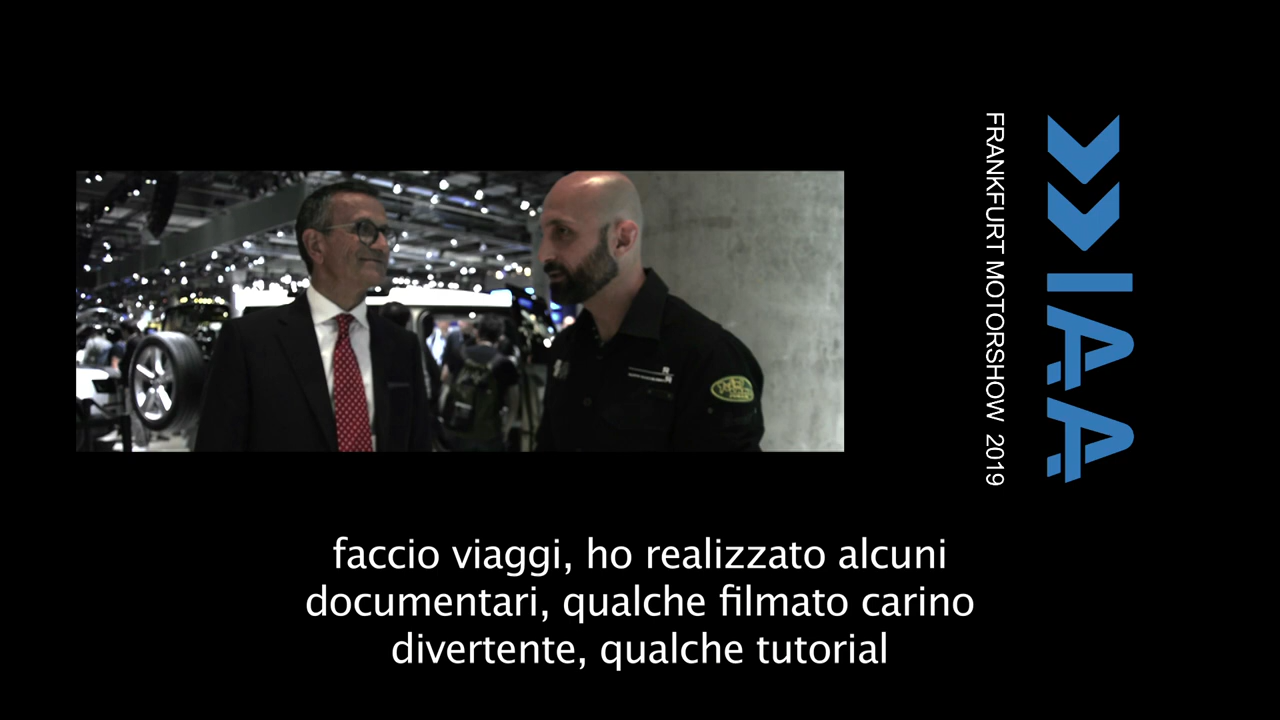 FRANKFURT MOTORSHOW 2019
IAA
faccio viaggi, ho realizzato alcuni
documentari, qualche filmato carino
divertente, qualche tutorial